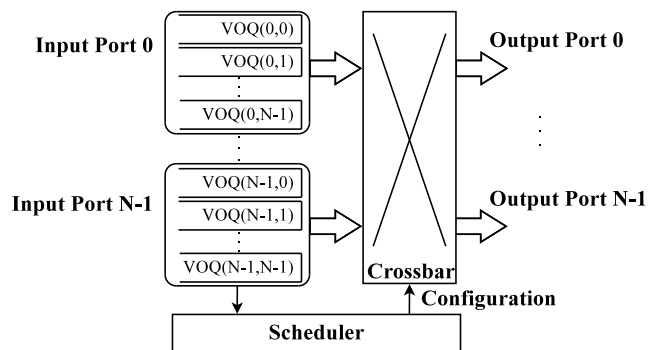 Input Port 0
VOQ(0,0)
VOQ(0,1)
VOQ(0,N-1)
Output Port 0
Input Port N-1
VOQ(N-1,0)
VOQ(N-1,1)
VOQ(N-1,N-1)
Output Port N-1
Crossbar
Configuration
Scheduler